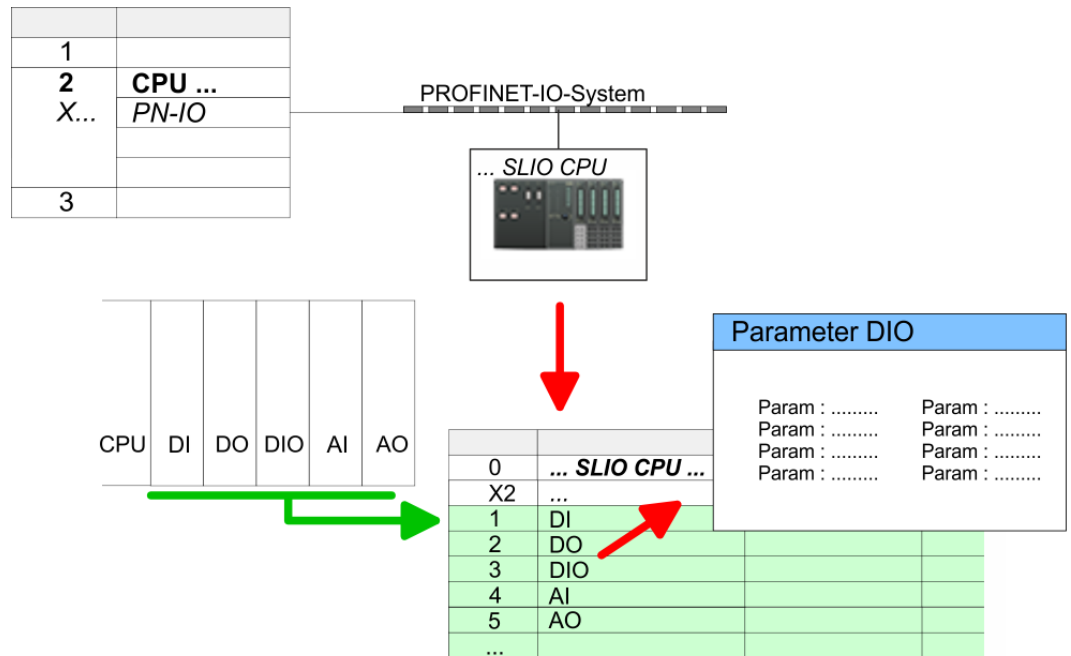 1
2 CPU ...
X... PN-IO
3
PROFINET-IO-System
... SLIO CPU
CPU DI DO DIO AI AO
Parameter DIO
Param : ......... Param : .........
Param : ......... Param : .........
Param : ......... Param : .........
Param : ......... Param : .........
0 ... SLIO CPU ...
X2 ...
1 DI
2 DO
3 DIO
4 AI
5 AO
...